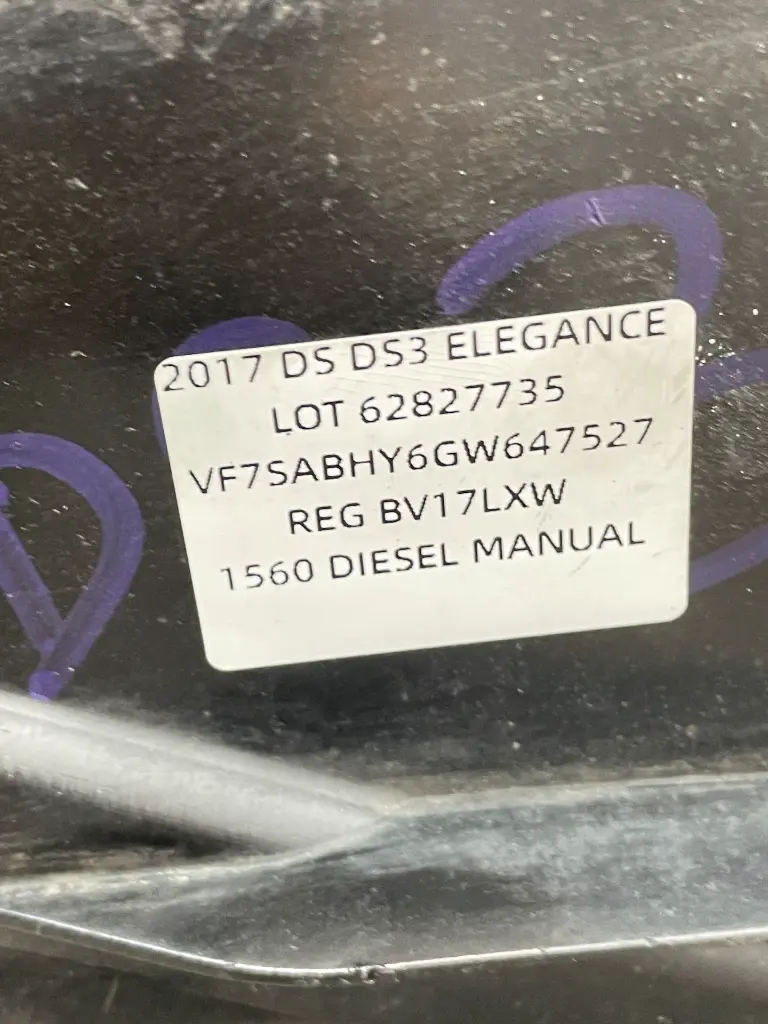 2017 DS DS3 ELEGANCE
LOT 62827735
VF7SABHY6GW647527
REG BV17LXW
1560 DIESEL MANUAL